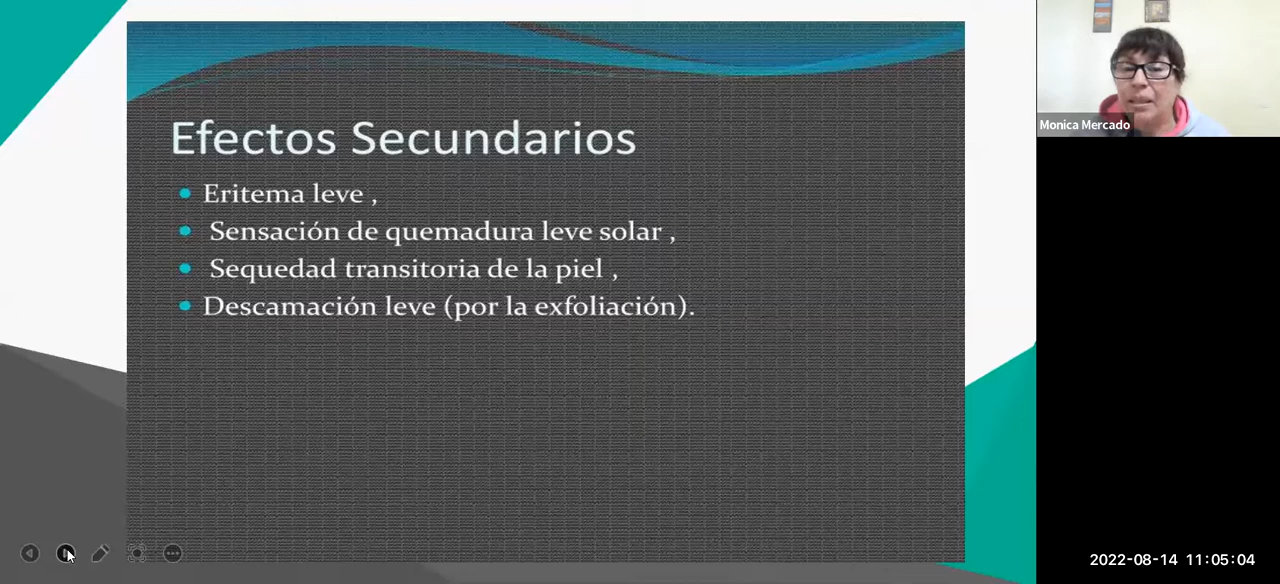 Efectos Secundarios
Eritema leve ,
Sensación de quemadura leve solar ,
Sequedad transitoria de la piel ,
Descamación leve (por la exfoliación).
Monica Mercado
2022-08-14 11:05:04